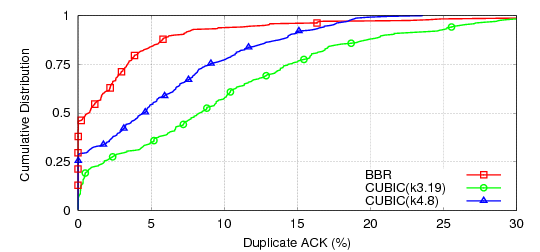 1
0.75
0.5
0.25
0
Cumulative Distribution
BBR
CUBIC(k3.19)
CUBIC(k4.8)
0 5 10 15 20 25 30
Duplicate ACK (%)